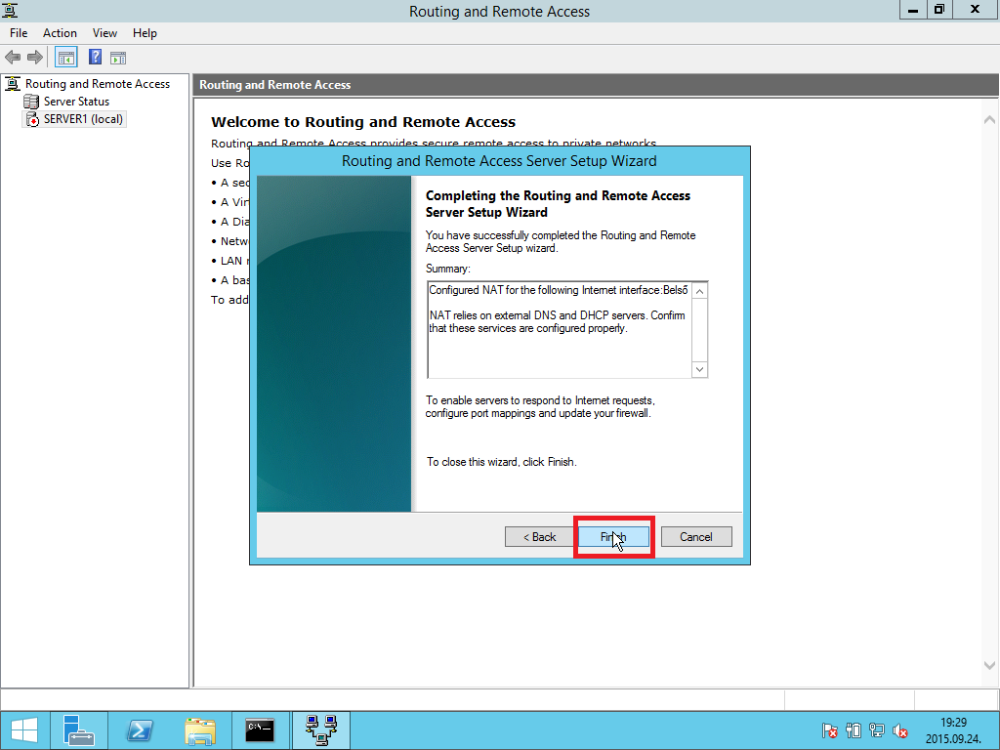 Routing and Remote Access
File Action View Help
Routing and Remote Access
Server Status
SERVER1 (local)
Routing and Remote Access
Welcome to Routing and Remote Access
Routing and Remote Access provides secure remote access to private networks.
Use Ro
• A sec
• A Virt
• A Dia
• Netw
• LAN
• A bas
To add
Routing and Remote Access Server Setup Wizard
Completing the Routing and Remote Access
Server Setup Wizard
You have successfully completed the Routing and Remote
Access Server Setup wizard.
Summary:
Configured NAT for the following Internet interface:Belső
NAT relies on external DNS and DHCP servers. Confirm
that these services are configured properly.
To enable servers to respond to Internet requests,
configure port mappings and update your firewall.
To close this wizard, click Finish.
< Back Finish Cancel
19:29
2015.09.24.